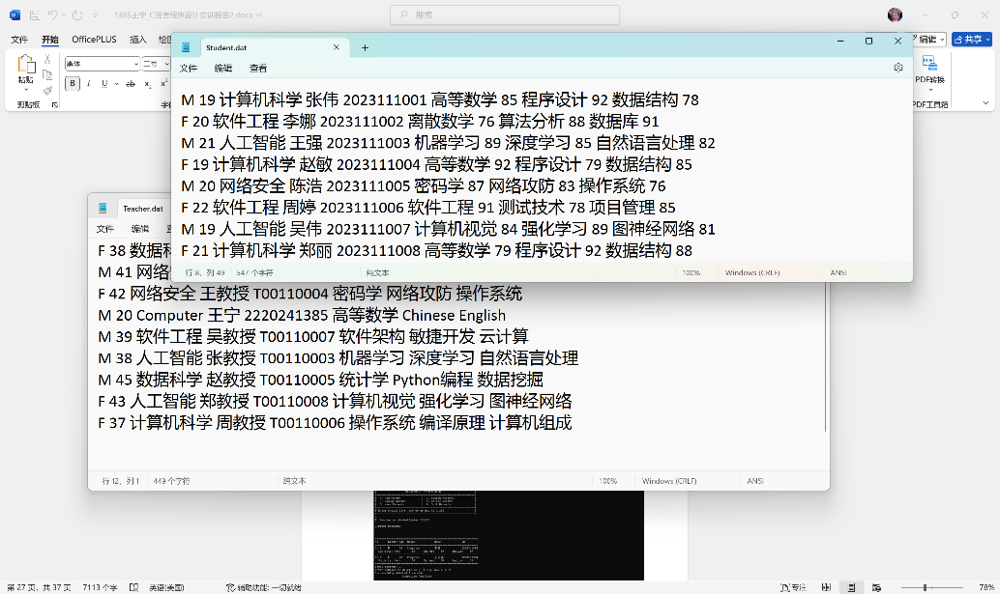 1385王宁_C语言程序设计实训报告2.docx
搜索
文件 开始 OfficePLUS 插入 绘图
编辑 共享
粘贴
剪贴板
黑体 二号
B I U ab x₂ x²
PDF转换
PDF工具箱
Student.dat
文件 编辑 查看
M 19 计算机科学 张伟 2023111001 高等数学 85 程序设计 92 数据结构 78
F 20 软件工程 李娜 2023111002 离散数学 76 算法分析 88 数据库 91
M 21 人工智能 王强 2023111003 机器学习 89 深度学习 85 自然语言处理 82
F 19 计算机科学 赵敏 2023111004 高等数学 92 程序设计 79 数据结构 85
M 20 网络安全 陈浩 2023111005 密码学 87 网络攻防 83 操作系统 76
F 22 软件工程 周婷 2023111006 软件工程 91 测试技术 78 项目管理 85
M 19 人工智能 吴伟 2023111007 计算机视觉 84 强化学习 89 图神经网络 81
F 21 计算机科学 郑丽 2023111008 高等数学 79 程序设计 92 数据结构 88
行 8，列 49 547 个字符 纯文本 100% Windows (CRLF) ANSI
Teacher.dat
文件 编辑
F 38 数据科
M 41 网络
F 42 网络安全 王教授 T00110004 密码学 网络攻防 操作系统
M 20 Computer 王宁 2220241385 高等数学 Chinese English
M 39 软件工程 吴教授 T00110007 软件架构 敏捷开发 云计算
M 38 人工智能 张教授 T00110003 机器学习 深度学习 自然语言处理
M 45 数据科学 赵教授 T00110005 统计学 Python编程 数据挖掘
F 43 人工智能 郑教授 T00110008 计算机视觉 强化学习 图神经网络
F 37 计算机科学 周教授 T00110006 操作系统 编译原理 计算机组成
行 12，列 1 449 个字符 纯文本 100% Windows (CRLF) ANSI
第 27 页，共 37 页 7113 个字 英语(美国) 辅助功能: 一切就绪 专注 78%